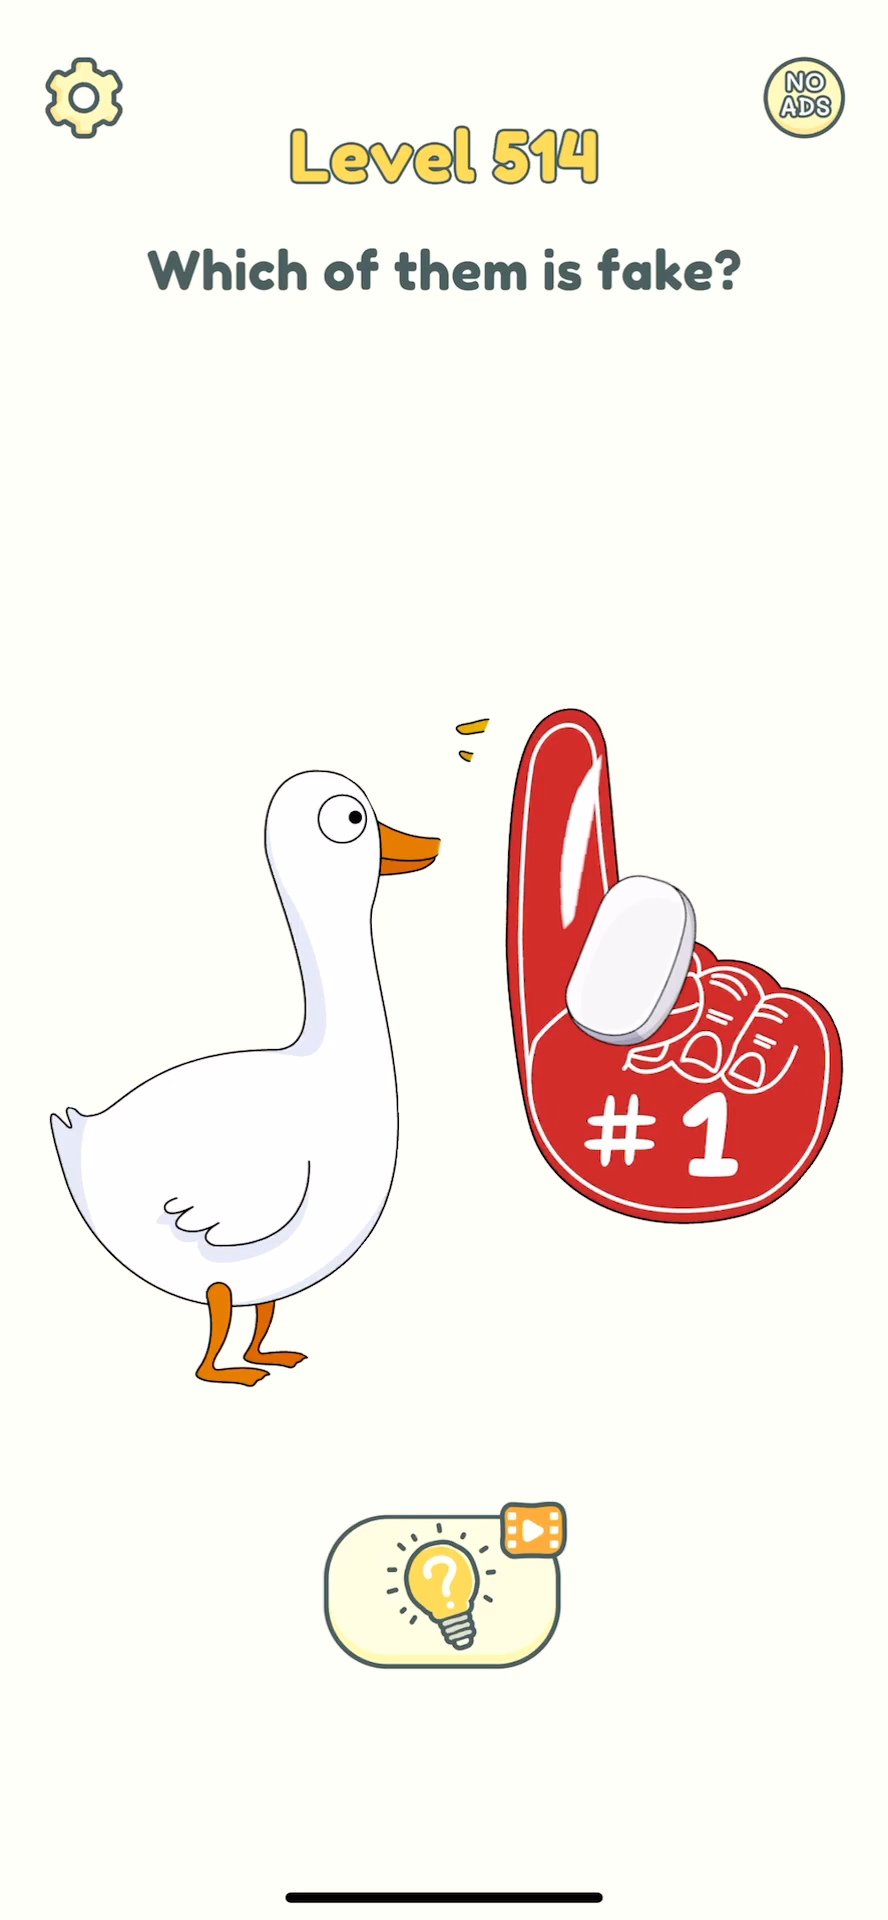 NO
ADS
Level 514
Which of them is fake?
#1
?